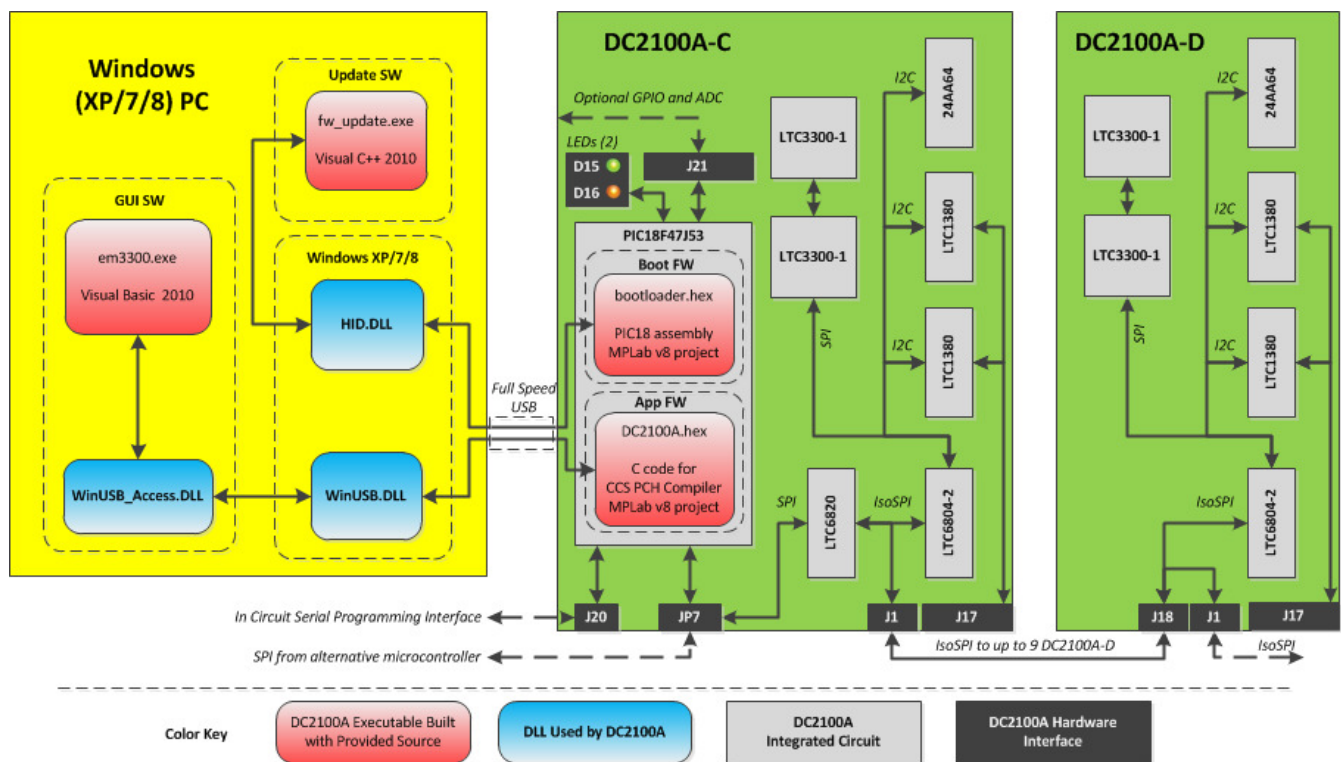 Windows
(XP/7/8) PC
Update SW
fw_update.exe
Visual C++ 2010
GUI SW
em3300.exe
Visual Basic 2010
Windows XP/7/8
HID.DLL
WinUSB_Access.DLL
WinUSB.DLL
Full Speed
USB
DC2100A-C
Optional GPIO and ADC
LEDs (2)
D15
D16
J21
PIC18F47J53
Boot FW
bootloader.hex
PIC18 assembly
MPLab v8 project
App FW
DC2100A.hex
C code for
CCS PCH Compiler
MPLab v8 project
LTC3300-1
LTC3300-1
SPI
I2C
24AA64
I2C
LTC1380
I2C
LTC1380
SPI
LTC6820
IsoSPI
LTC6804-2
J20
JP7
J1
J17
DC2100A-D
LTC3300-1
LTC3300-1
SPI
I2C
24AA64
I2C
LTC1380
I2C
LTC1380
IsoSPI
LTC6804-2
J18
J1
J17
In Circuit Serial Programming Interface
SPI from alternative microcontroller
IsoSPI to up to 9 DC2100A-D
IsoSPI
Color Key
DC2100A Executable Built
with Provided Source
DLL Used by DC2100A
DC2100A
Integrated Circuit
DC2100A Hardware
Interface